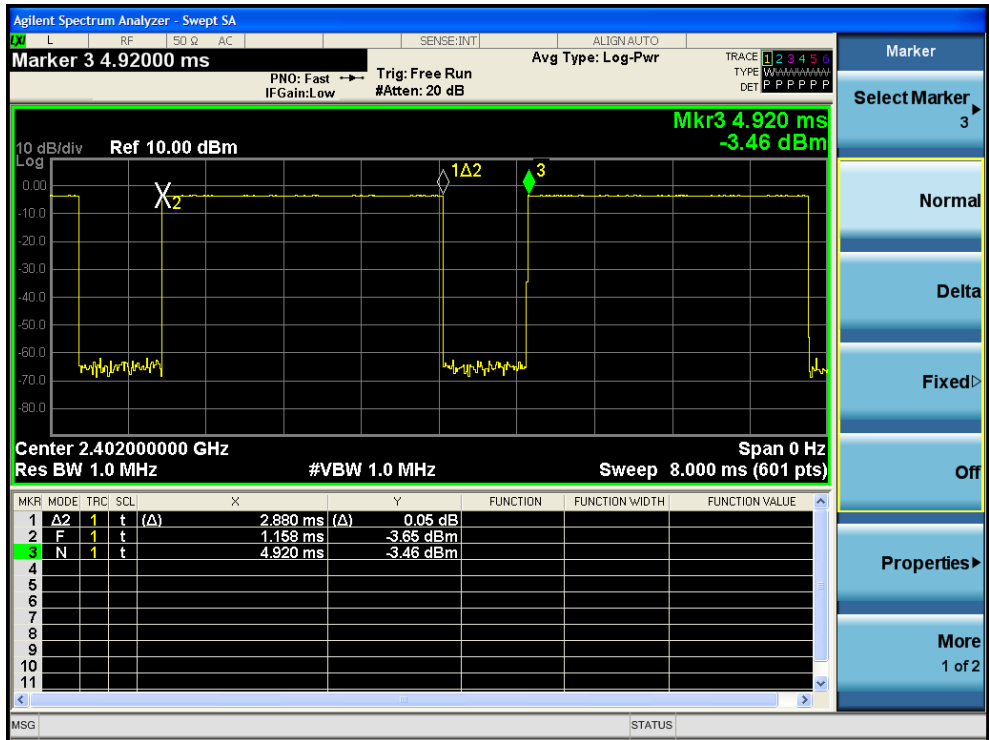 Agilent Spectrum Analyzer - Swept SA
LXI L RF 50 Ω AC SENSE:INT ALIGN AUTO
Marker 3 4.92000 ms
PNO: Fast
IFGain:Low
Trig: Free Run
#Atten: 20 dB
Avg Type: Log-Pwr
TRACE 1 2 3 4 5 6
TYPE W
DET P P P P P P
Mkr3 4.920 ms
-3.46 dBm
10 dB/div Ref 10.00 dBm
Log
0.00
-10.0
-20.0
-30.0
-40.0
-50.0
-60.0
-70.0
-80.0
X2
1Δ2
3
Center 2.402000000 GHz Span 0 Hz
Res BW 1.0 MHz #VBW 1.0 MHz Sweep 8.000 ms (601 pts)
MKR MODE TRC SCL X Y FUNCTION FUNCTION WIDTH FUNCTION VALUE
1 Δ2 1 t (Δ) 2.880 ms (Δ) 0.05 dB
2 F 1 t 1.158 ms -3.65 dBm
3 N 1 t 4.920 ms -3.46 dBm
4
5
6
7
8
9
10
11
MSG STATUS
Marker
Select Marker
3
Normal
Delta
Fixed
Off
Properties
More
1 of 2